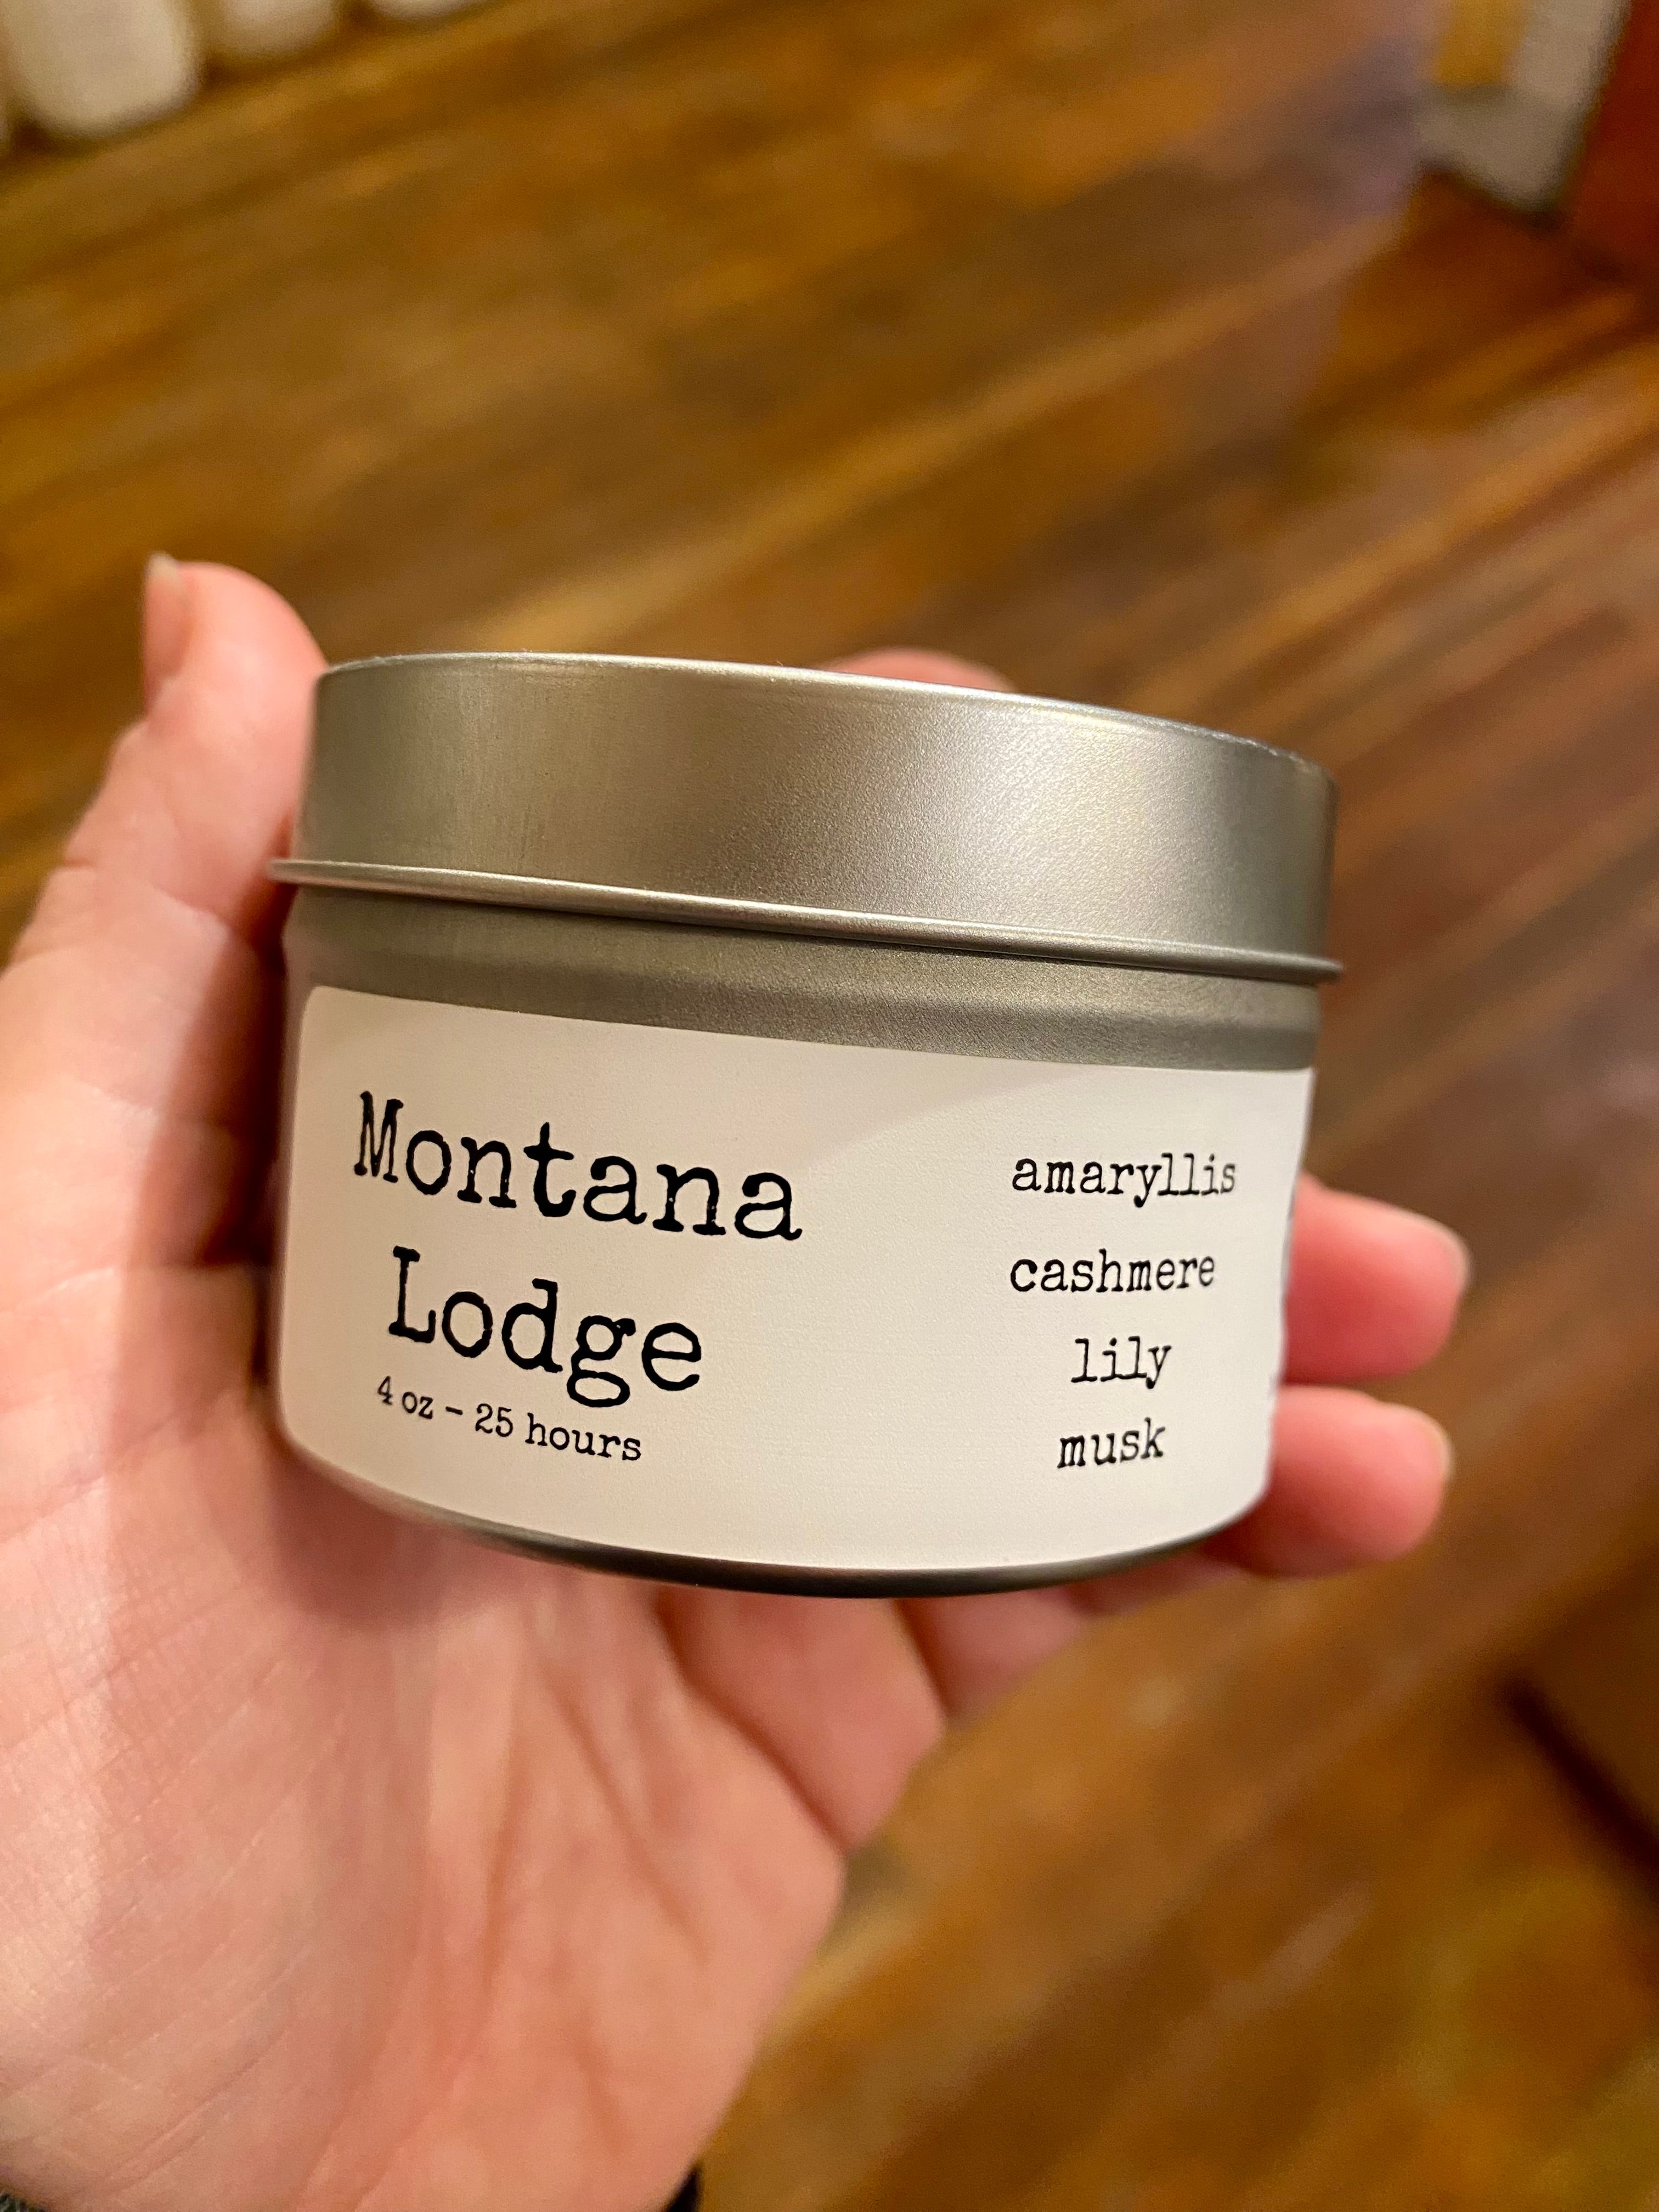 Montana
Lodge
4 oz – 25 hours
amaryllis
cashmere
lily
musk